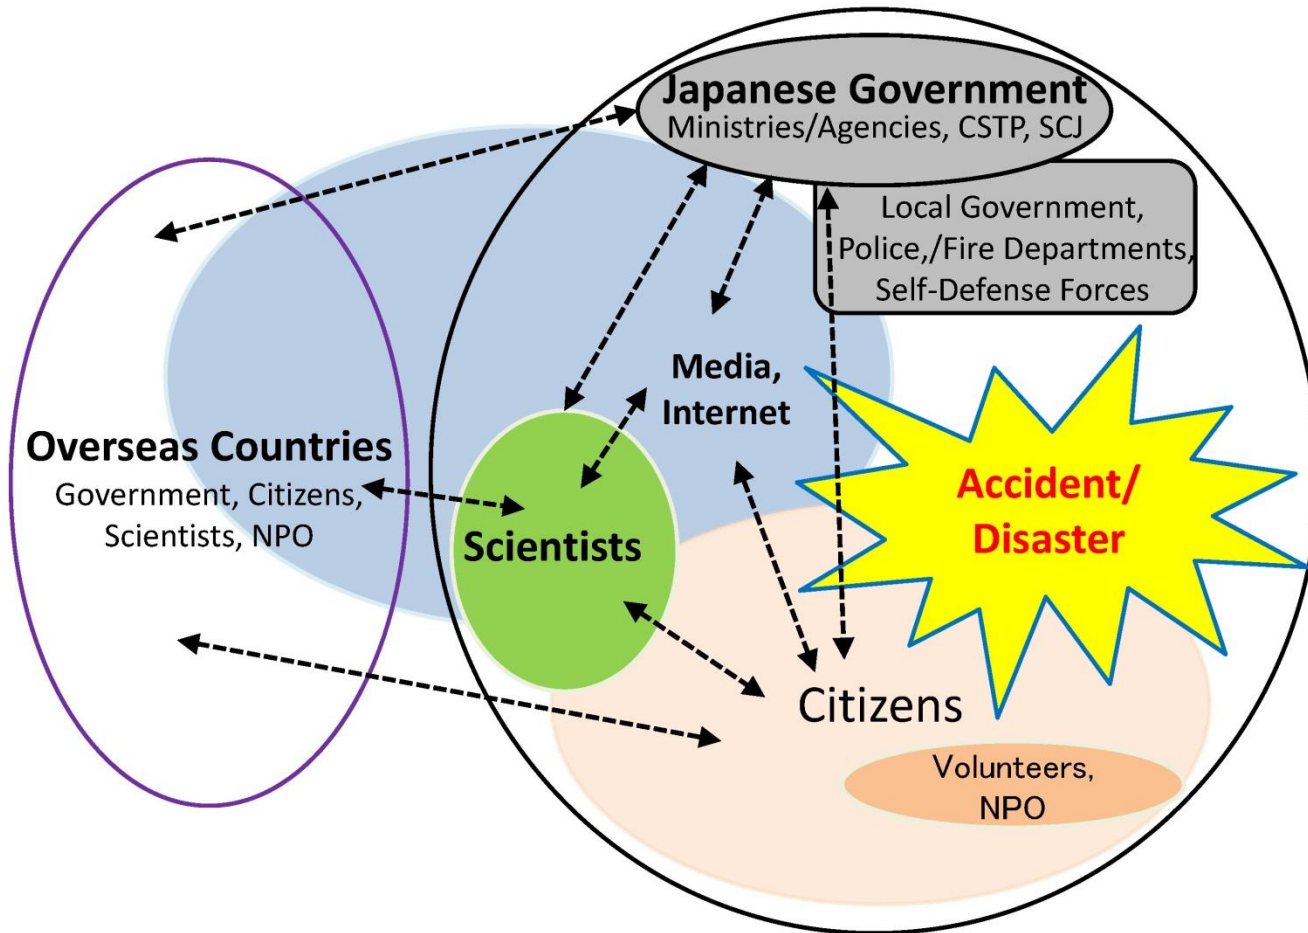 Japanese Government
Ministries/Agencies, CSTP, SCJ
Local Government,
Police,/Fire Departments,
Self-Defense Forces
Media,
Internet
Overseas Countries
Government, Citizens,
Scientists, NPO
Scientists
Accident/
Disaster
Citizens
Volunteers,
NPO